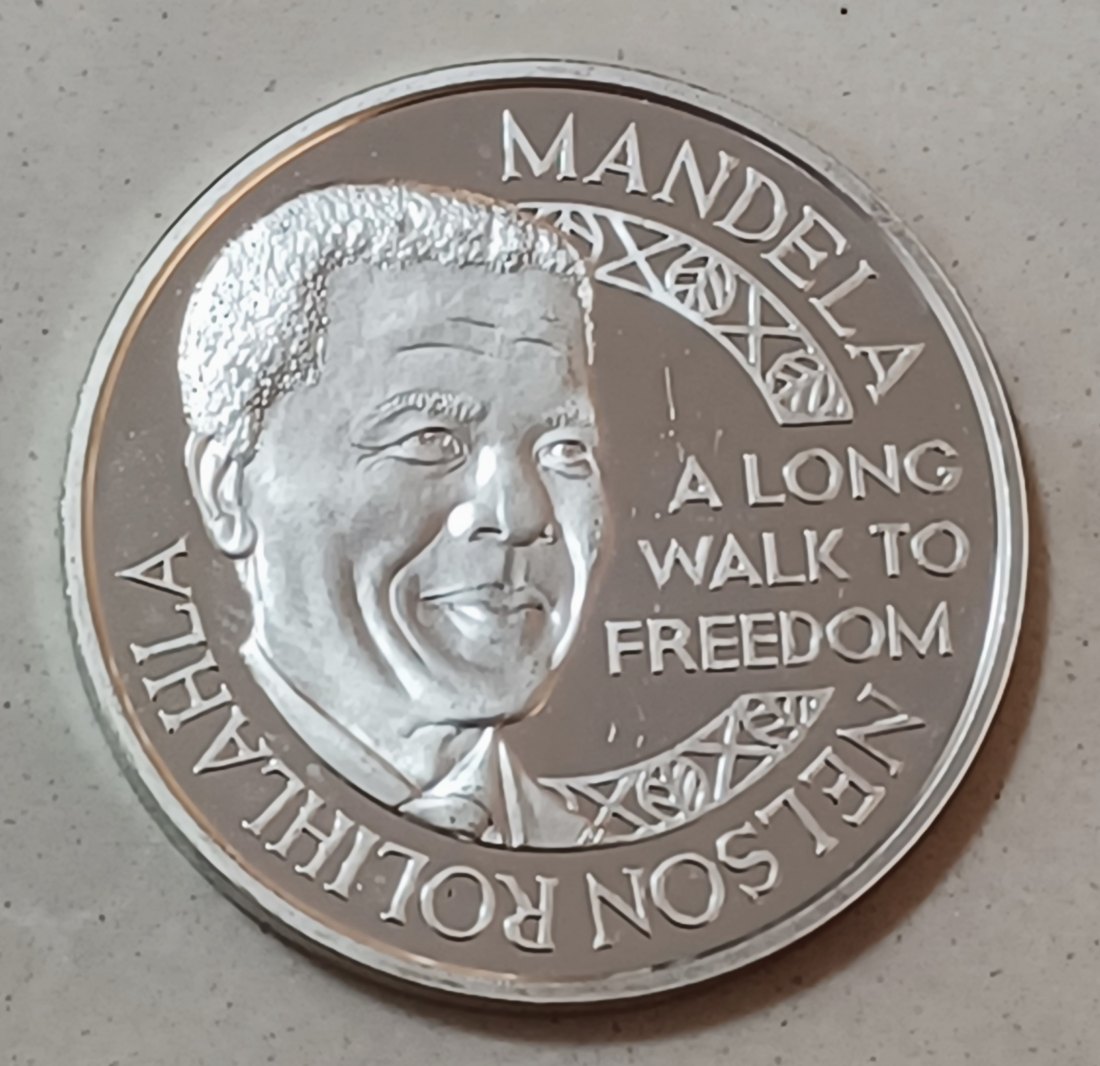 NELSON ROLIHLAHLA MANDELA
A LONG
WALK TO
FREEDOM